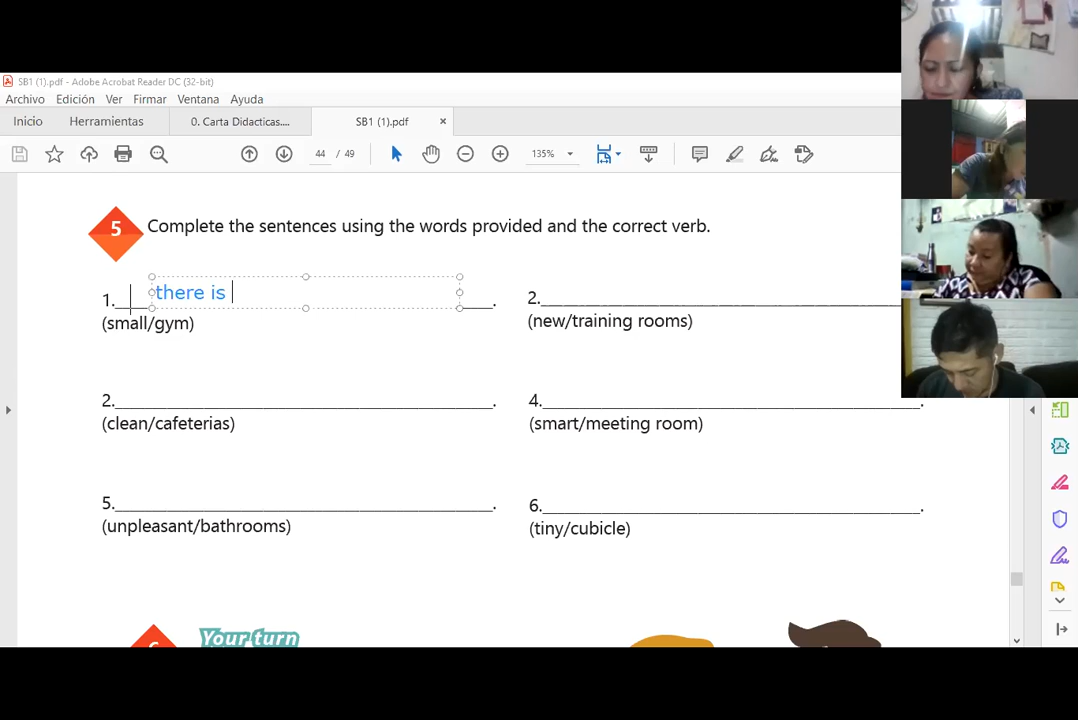 SB1 (1).pdf - Adobe Acrobat Reader DC (32-bit)
Archivo Edición Ver Firmar Ventana Ayuda
Inicio Herramientas 0. Carta Didacticas.... SB1 (1).pdf ×
44 / 49 135%
5 Complete the sentences using the words provided and the correct verb.
1. there is .
(small/gym)
2.
(new/training rooms)
2. .
(clean/cafeterias)
4. .
(smart/meeting room)
5. .
(unpleasant/bathrooms)
6. .
(tiny/cubicle)
Your turn